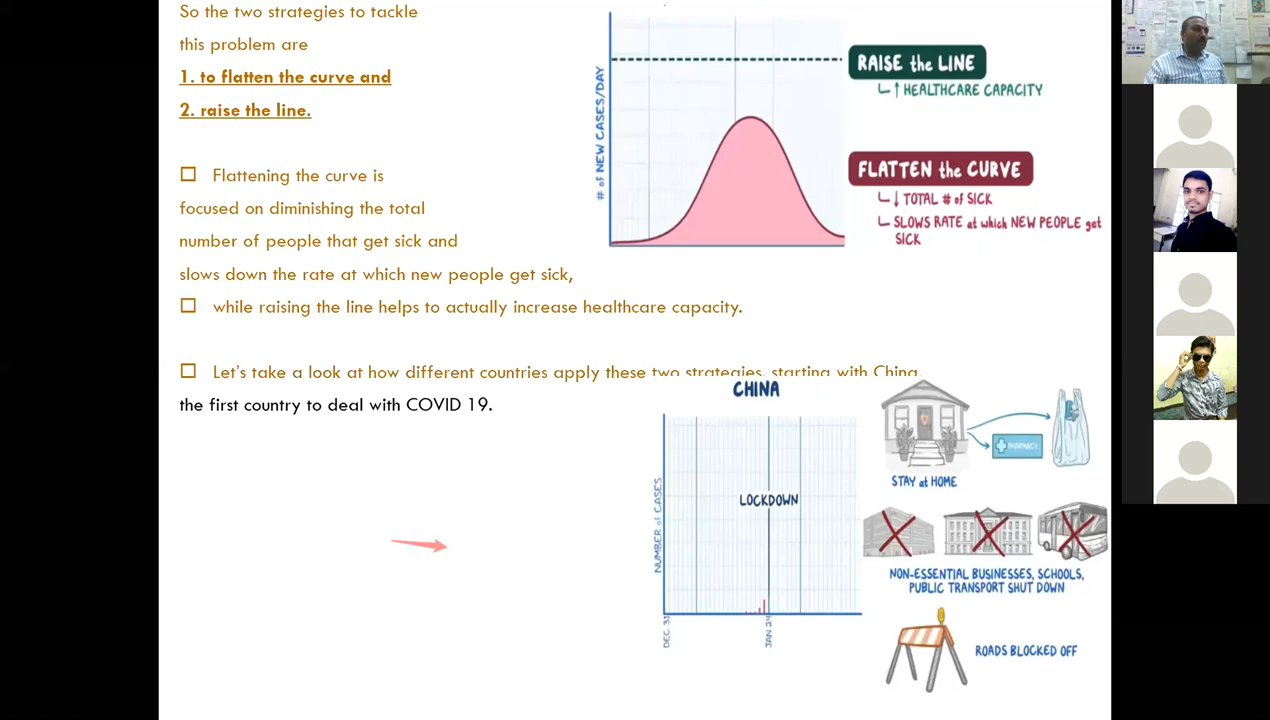 So the two strategies to tackle
this problem are
1. to flatten the curve and
2. raise the line.
Flattening the curve is
focused on diminishing the total
number of people that get sick and
slows down the rate at which new people get sick,
while raising the line helps to actually increase healthcare capacity.
Let's take a look at how different countries apply these two strategies, starting with China,
the first country to deal with COVID 19.
# of NEW CASES/DAY
RAISE the LINE
↑ HEALTHCARE CAPACITY
FLATTEN the CURVE
↓ TOTAL # of SICK
SLOWS RATE at which NEW PEOPLE get
SICK
CHINA
NUMBER of CASES
LOCKDOWN
DEC 31
JAN 24
PHARMACY
STAY at HOME
NON-ESSENTIAL BUSINESSES, SCHOOLS,
PUBLIC TRANSPORT SHUT DOWN
ROADS BLOCKED OFF